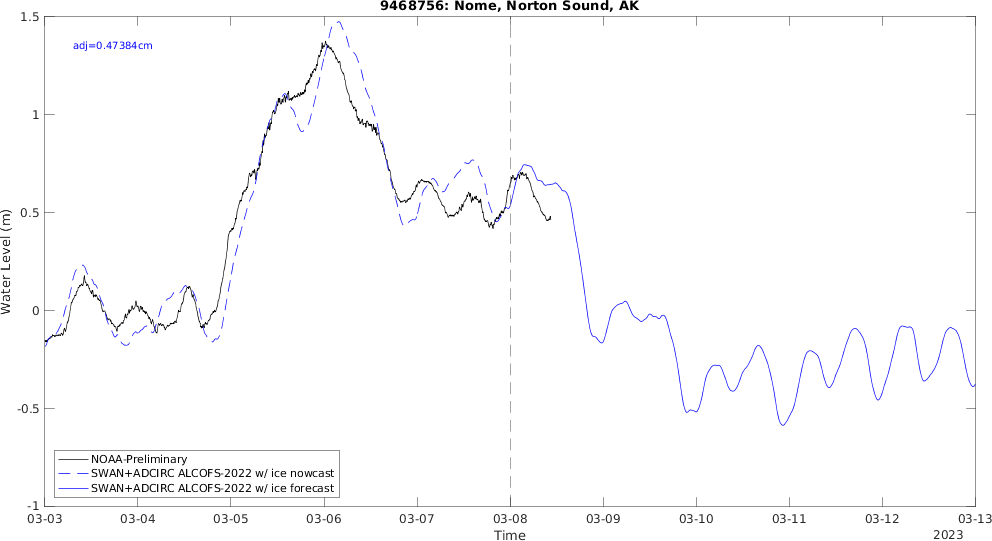 9468756: Nome, Norton Sound, AK
adj=0.47384cm
1.5
1
0.5
0
-0.5
-1
Water Level (m)
NOAA-Preliminary
SWAN+ADCIRC ALCOFS-2022 w/ ice nowcast
SWAN+ADCIRC ALCOFS-2022 w/ ice forecast
03-03 03-04 03-05 03-06 03-07 03-08 03-09 03-10 03-11 03-12 03-13
Time
2023